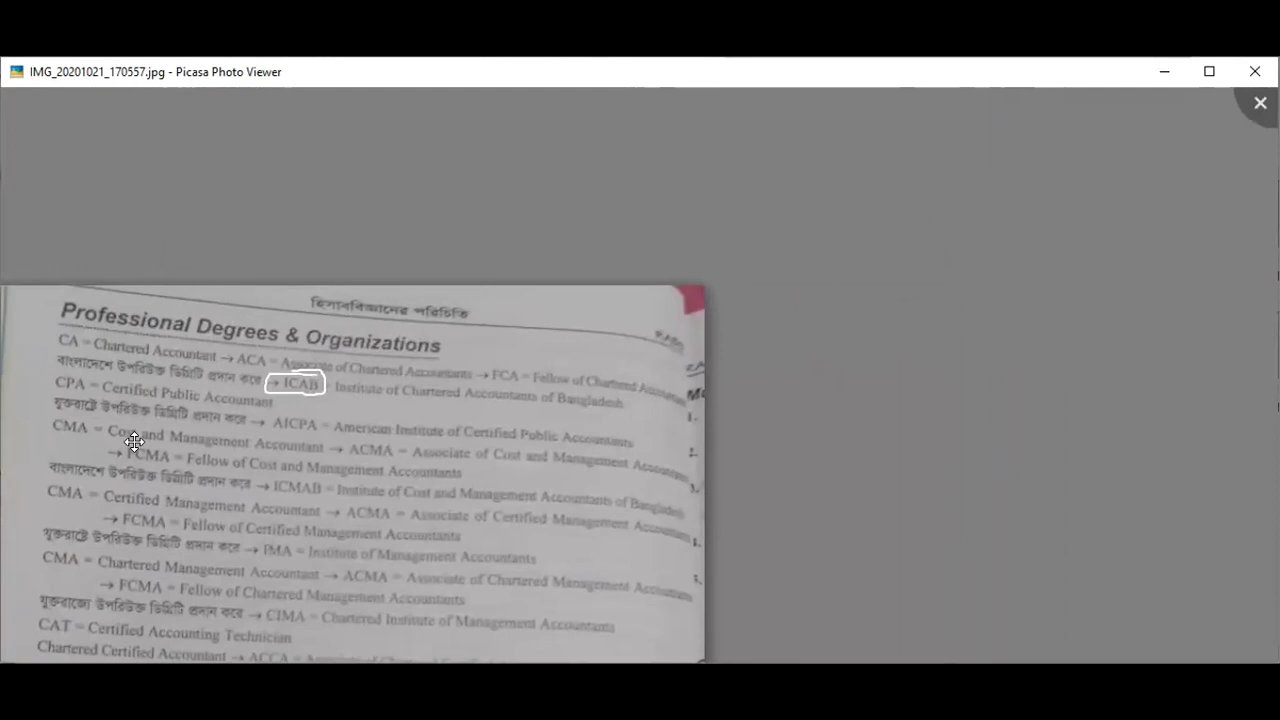 IMG_20201021_170557.jpg - Picasa Photo Viewer
হিসাববিজ্ঞানের পরিচিতি
Professional Degrees & Organizations
CA = Chartered Accountant → ACA = Associate of Chartered Accountants → FCA = Fellow of Chartered Accountants
বাংলাদেশে উপরিউক্ত ডিগ্রিটি প্রদান করে → ICAB Institute of Chartered Accountants of Bangladesh
CPA = Certified Public Accountant
যুক্তরাষ্ট্রে উপরিউক্ত ডিগ্রিটি প্রদান করে → AICPA = American Institute of Certified Public Accountants
CMA = Cost and Management Accountant → ACMA = Associate of Cost and Management Accountants
→ FCMA = Fellow of Cost and Management Accountants
বাংলাদেশে উপরিউক্ত ডিগ্রিটি প্রদান করে → ICMAB = Institute of Cost and Management Accountants of Bangladesh
CMA = Certified Management Accountant → ACMA = Associate of Certified Management Accountants
→ FCMA = Fellow of Certified Management Accountants
যুক্তরাষ্ট্রে উপরিউক্ত ডিগ্রিটি প্রদান করে → IMA = Institute of Management Accountants
CMA = Chartered Management Accountant → ACMA = Associate of Chartered Management Accountants
→ FCMA = Fellow of Chartered Management Accountants
যুক্তরাজ্যে উপরিউক্ত ডিগ্রিটি প্রদান করে → CIMA = Chartered Institute of Management Accountants
CAT = Certified Accounting Technician
Chartered Certified Accountant → ACCA = Associate of Chartered